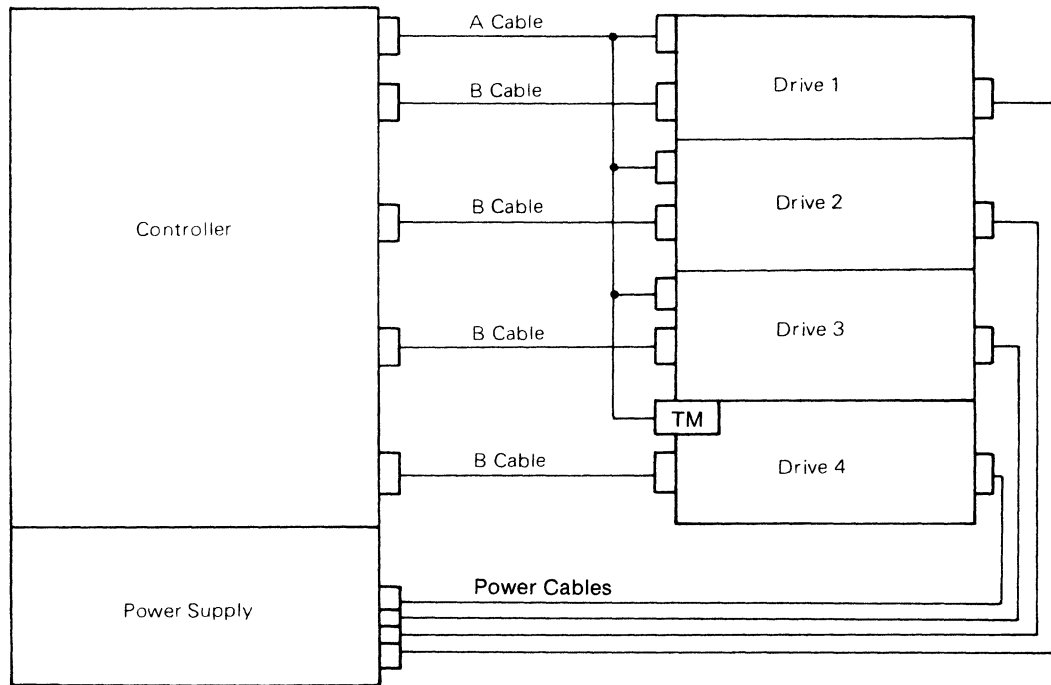 A Cable
B Cable
Drive 1
B Cable
Drive 2
Controller
B Cable
Drive 3
TM
B Cable
Drive 4
Power Cables
Power Supply